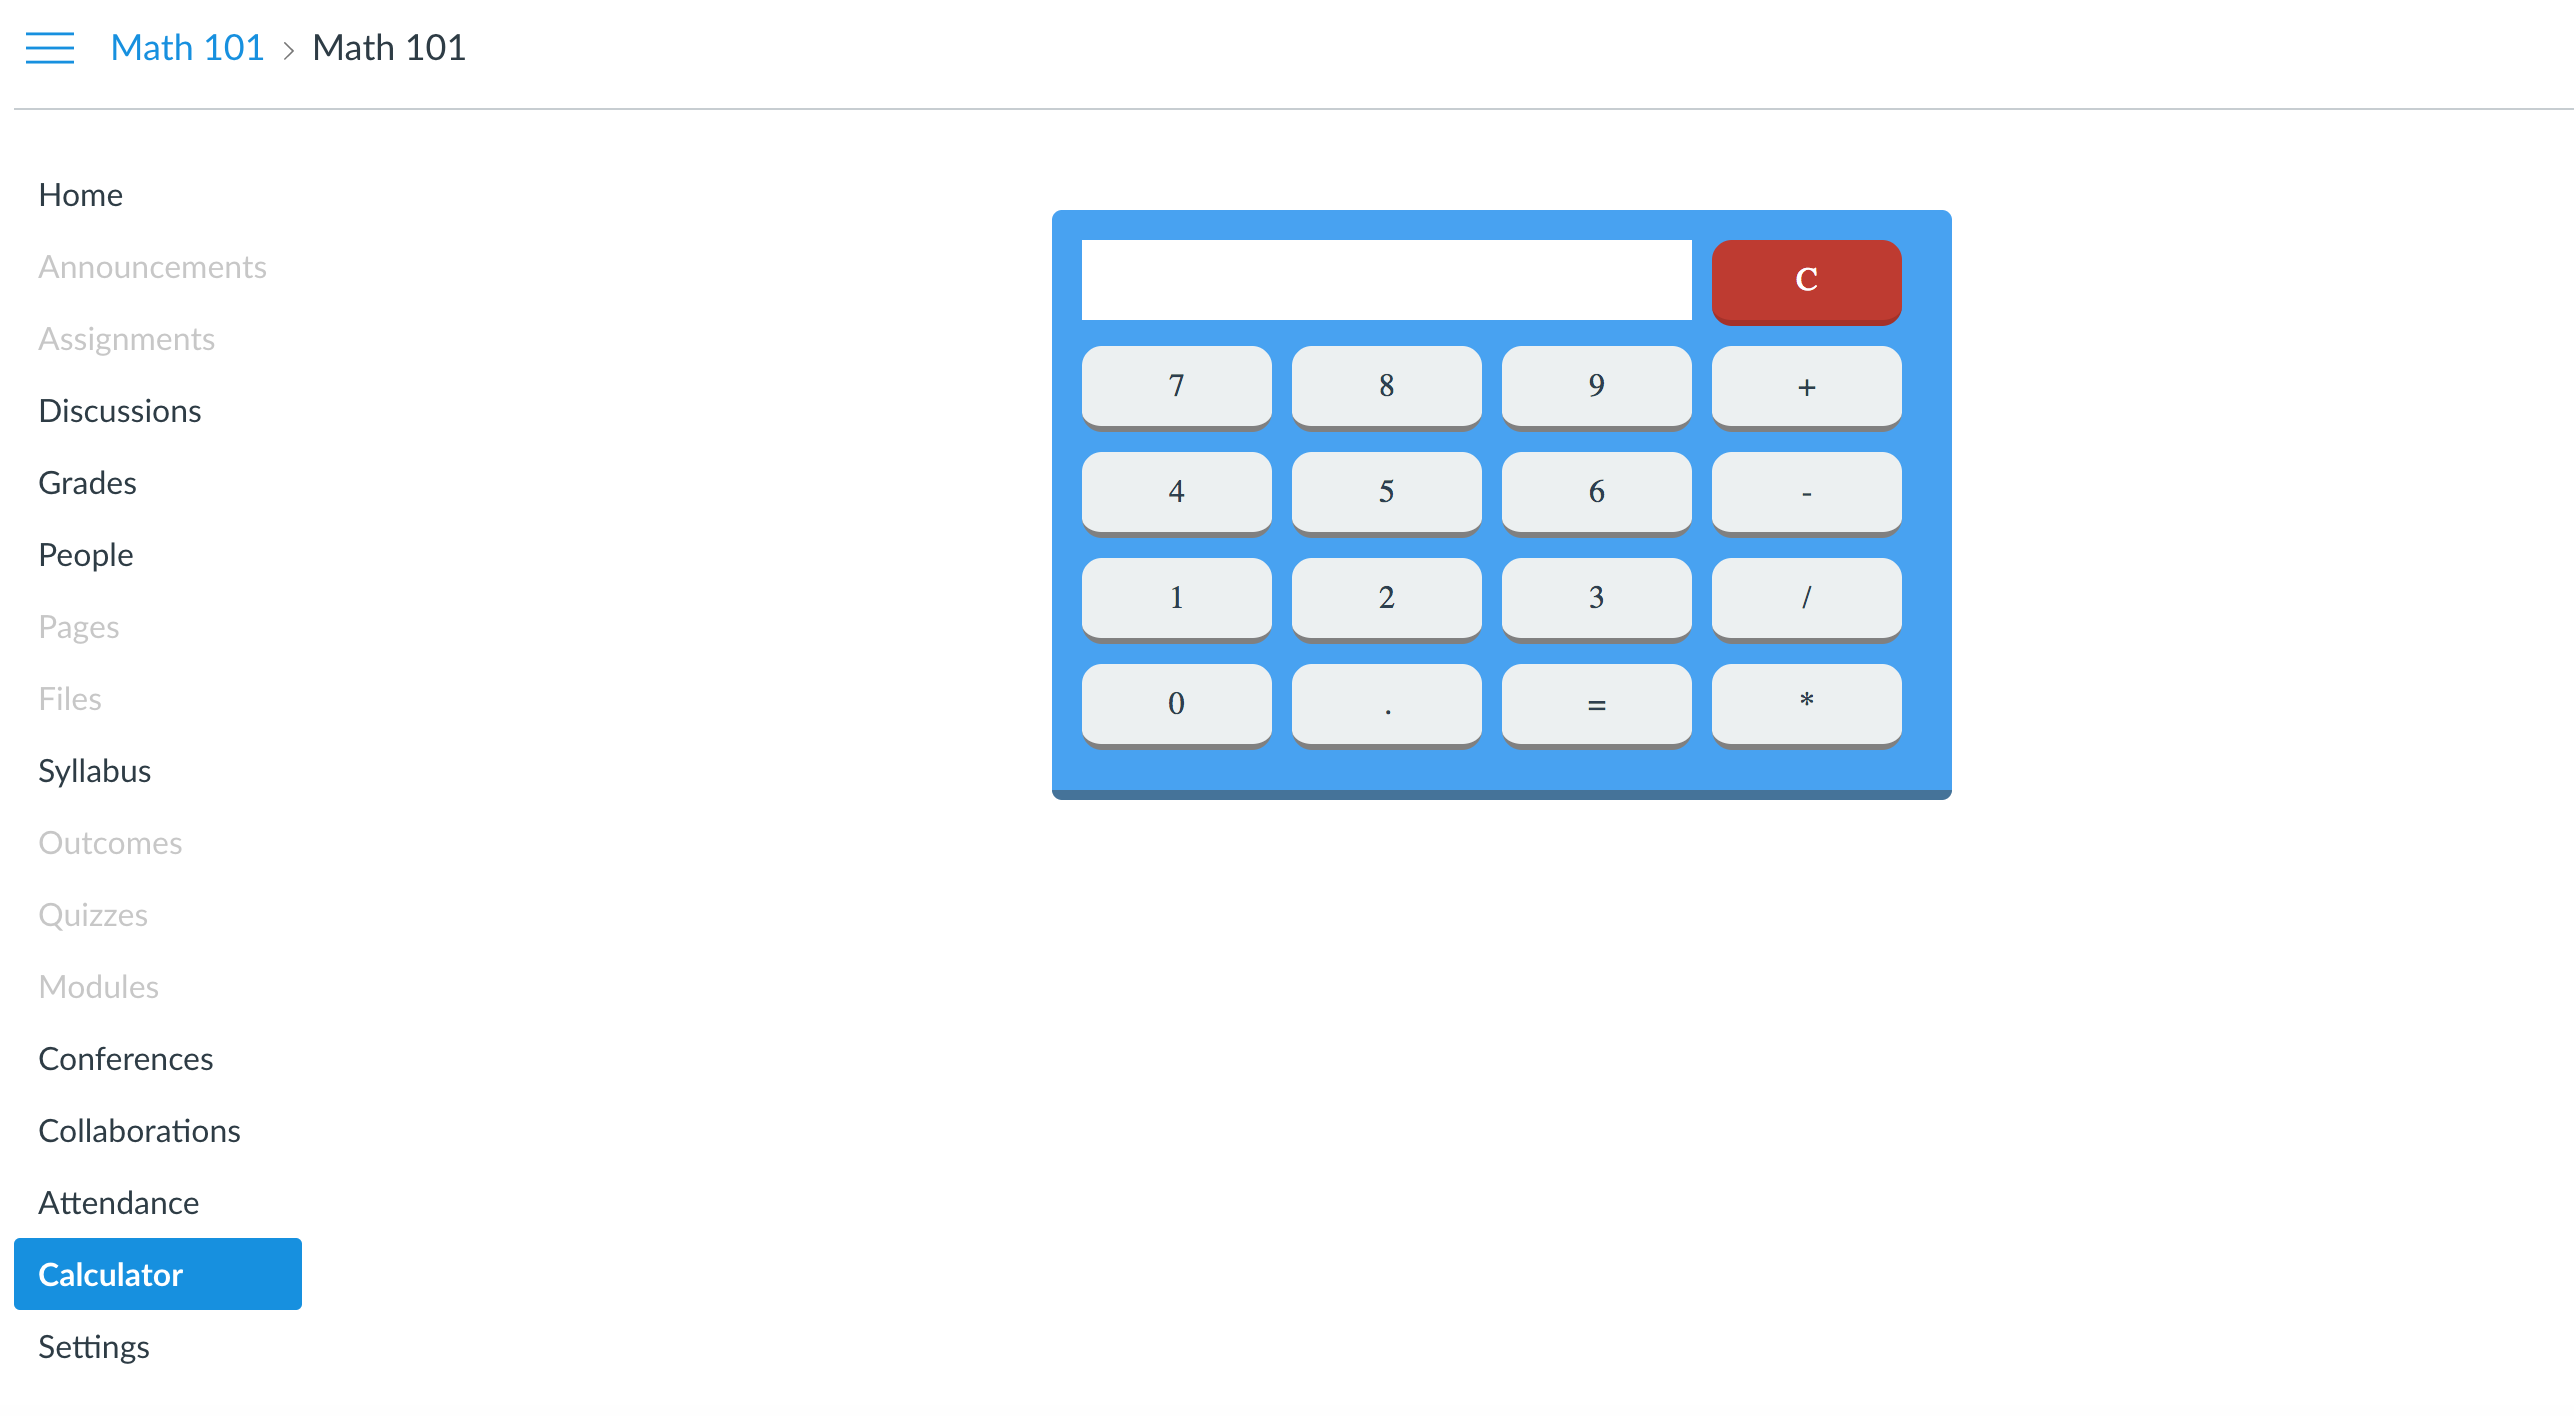 Math 101 › Math 101
Home
Announcements
Assignments
Discussions
Grades
People
Pages
Files
Syllabus
Outcomes
Quizzes
Modules
Conferences
Collaborations
Attendance
Calculator
Settings
C
7 8 9 +
4 5 6 -
1 2 3 /
0 . = *